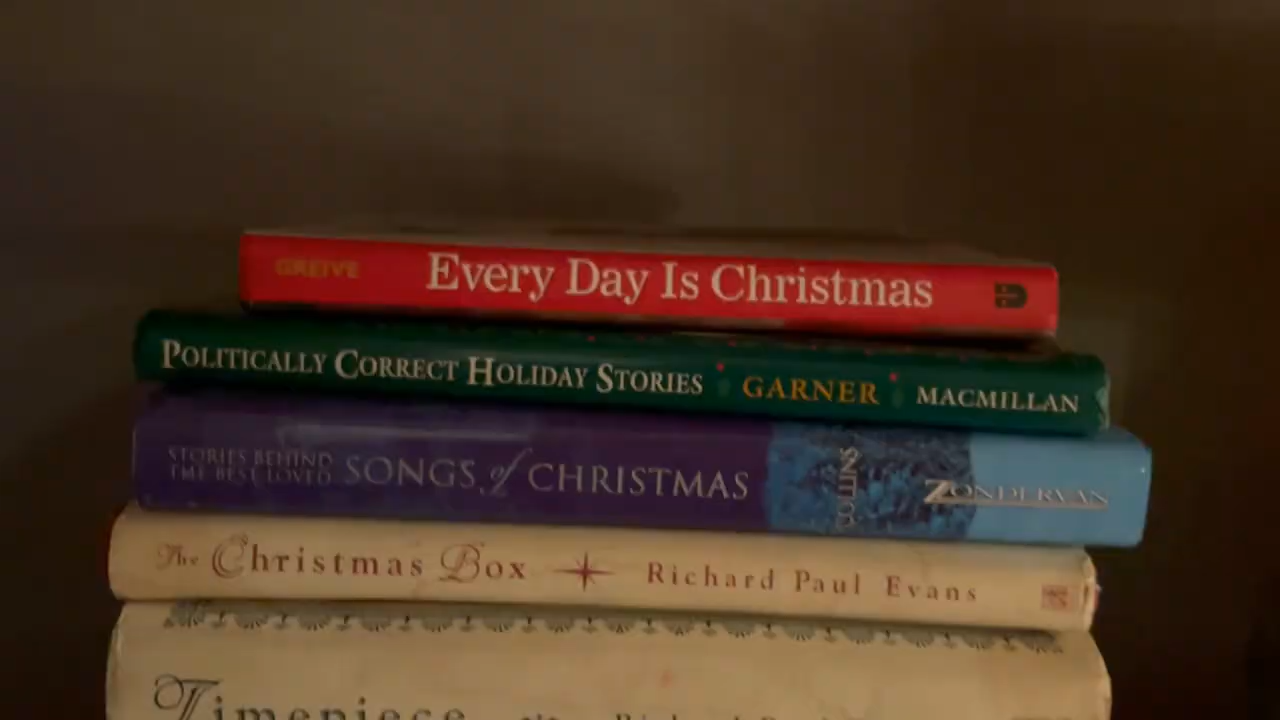 GREIVE Every Day Is Christmas
POLITICALLY CORRECT HOLIDAY STORIES GARNER MACMILLAN
STORIES BEHIND
THE BEST LOVED
SONGS of CHRISTMAS
COLLINS
ZONDERVAN
The Christmas Box Richard Paul Evans
Timepiece